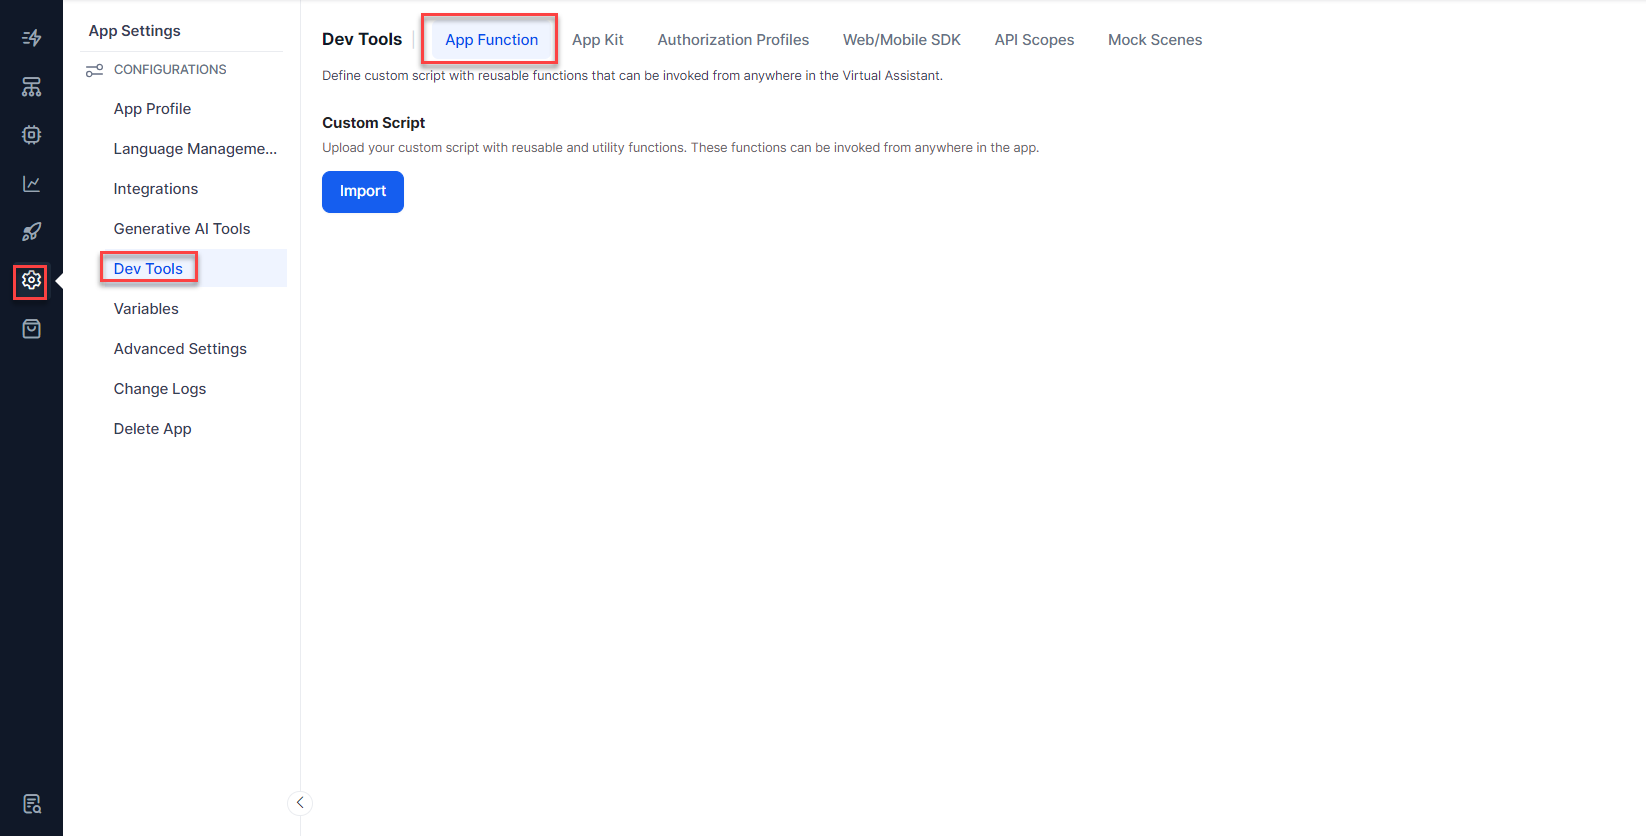 App Settings
CONFIGURATIONS
App Profile
Language Manageme...
Integrations
Generative AI Tools
Dev Tools
Variables
Advanced Settings
Change Logs
Delete App
Dev Tools | App Function App Kit Authorization Profiles Web/Mobile SDK API Scopes Mock Scenes
Define custom script with reusable functions that can be invoked from anywhere in the Virtual Assistant.
Custom Script
Upload your custom script with reusable and utility functions. These functions can be invoked from anywhere in the app.
Import